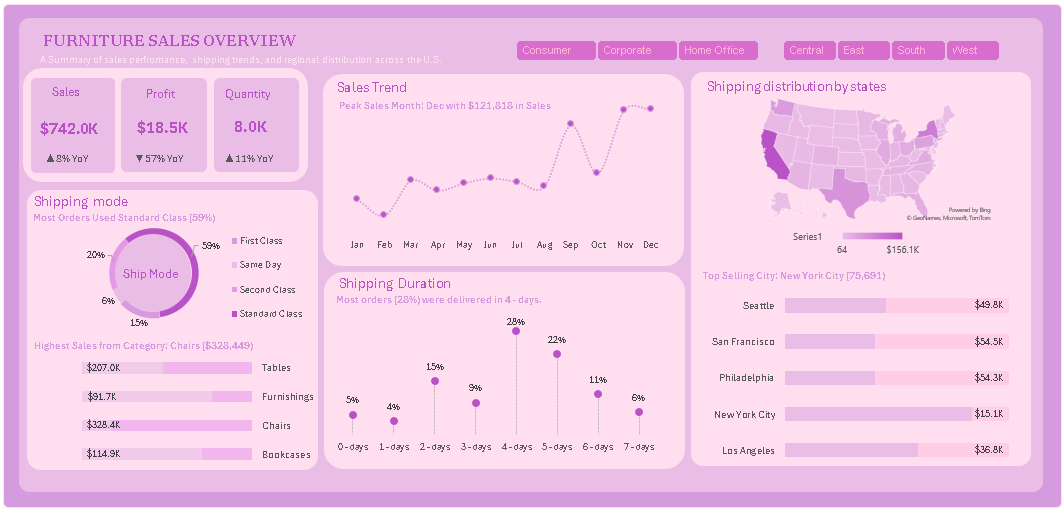 FURNITURE SALES OVERVIEW
A Summary of sales perfromance, shipping trends, and regional distribution across the U.S.
Consumer
Corporate
Home Office
Central
East
South
West
Sales
$742.0K
▲8% YoY
Profit
$18.5K
▼57% YoY
Quantity
8.0K
▲11% YoY
Shipping mode
Most Orders Used Standard Class [59%]
59%
20%
6%
15%
Ship Mode
First Class
Same Day
Second Class
Standard Class
Highest Sales from Category: Chairs [$328,449]
$207.0K Tables
$91.7K Furnishings
$328.4K Chairs
$114.9K Bookcases
Sales Trend
Peak Sales Month: Dec with $121,818 in Sales
Jan Feb Mar Apr May Jun Jul Aug Sep Oct Nov Dec
Shipping Duration
Most orders [28%] were delivered in 4 - days.
5%
4%
15%
9%
28%
22%
11%
6%
0 - days 1 - days 2 - days 3 - days 4 - days 5 - days 6 - days 7 - days
Shipping distribution by states
Powered by Bing
© GeoNames, Microsoft, TomTom
Series1
64 $156.1K
Top Selling City: New York City [75,691]
Seattle $49.8K
San Francisco $54.5K
Philadelphia $54.3K
New York City $15.1K
Los Angeles $36.8K